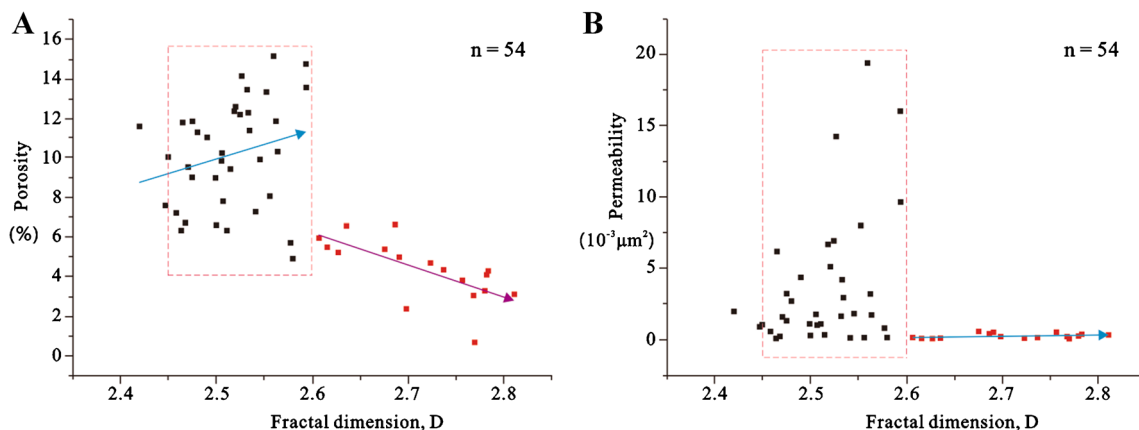 A
n = 54
16
14
12
10
8
6
4
2
0
Porosity
(%)
2.4
2.5
2.6
2.7
2.8
Fractal dimension, D
B
n = 54
20
15
10
5
0
Permeability
(10⁻³μm²)
2.4
2.5
2.6
2.7
2.8
Fractal dimension, D